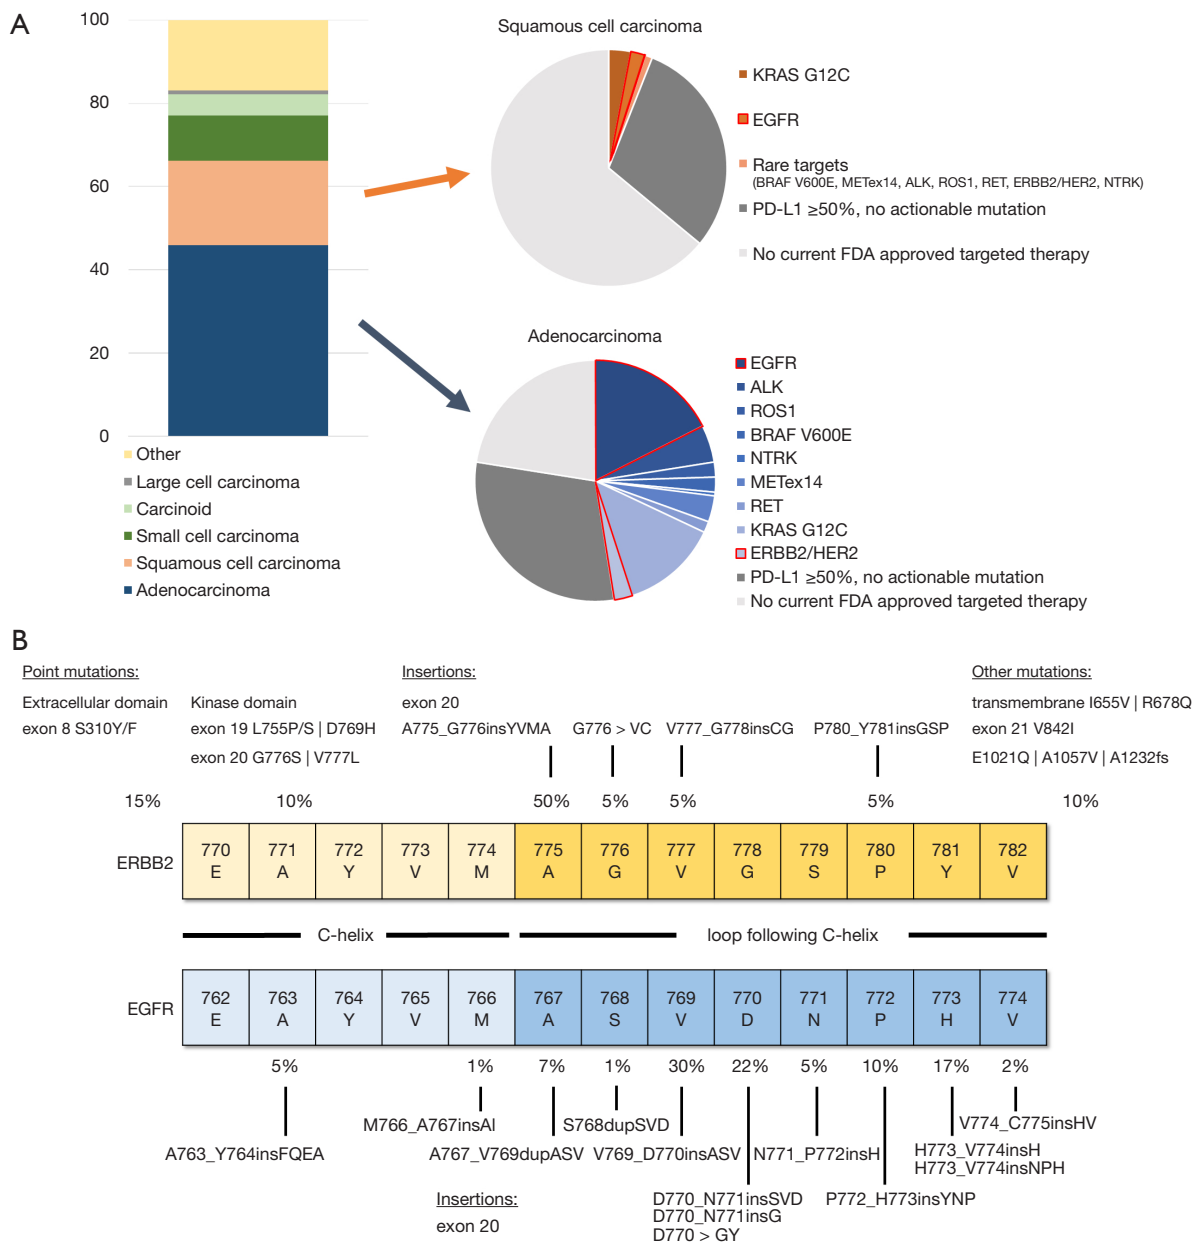 A
100
80
60
40
20
0
Other
Large cell carcinoma
Carcinoid
Small cell carcinoma
Squamous cell carcinoma
Adenocarcinoma
Squamous cell carcinoma
KRAS G12C
EGFR
Rare targets
(BRAF V600E, METex14, ALK, ROS1, RET, ERBB2/HER2, NTRK)
PD-L1 ≥50%, no actionable mutation
No current FDA approved targeted therapy
Adenocarcinoma
EGFR
ALK
ROS1
BRAF V600E
NTRK
METex14
RET
KRAS G12C
ERBB2/HER2
PD-L1 ≥50%, no actionable mutation
No current FDA approved targeted therapy
B
Point mutations:
Extracellular domain
exon 8 S310Y/F
Kinase domain
exon 19 L755P/S | D769H
exon 20 G776S | V777L
Insertions:
exon 20
A775_G776insYVMA
G776 > VC
V777_G778insCG
P780_Y781insGSP
Other mutations:
transmembrane I655V | R678Q
exon 21 V842I
E1021Q | A1057V | A1232fs
15% 10% 50% 5% 5% 5% 10%
ERBB2
770 771 772 773 774 775 776 777 778 779 780 781 782
E A Y V M A G V G S P Y V
C-helix
loop following C-helix
EGFR
762 763 764 765 766 767 768 769 770 771 772 773 774
E A Y V M A S V D N P H V
5% 1% 7% 1% 30% 22% 5% 10% 17% 2%
M766_A767insAI
S768dupSVD
V774_C775insHV
A763_Y764insFQEA
A767_V769dupASV
V769_D770insASV
N771_P772insH
H773_V774insH
H773_V774insNPH
Insertions:
exon 20
D770_N771insSVD
D770_N771insG
D770 > GY
P772_H773insYNP